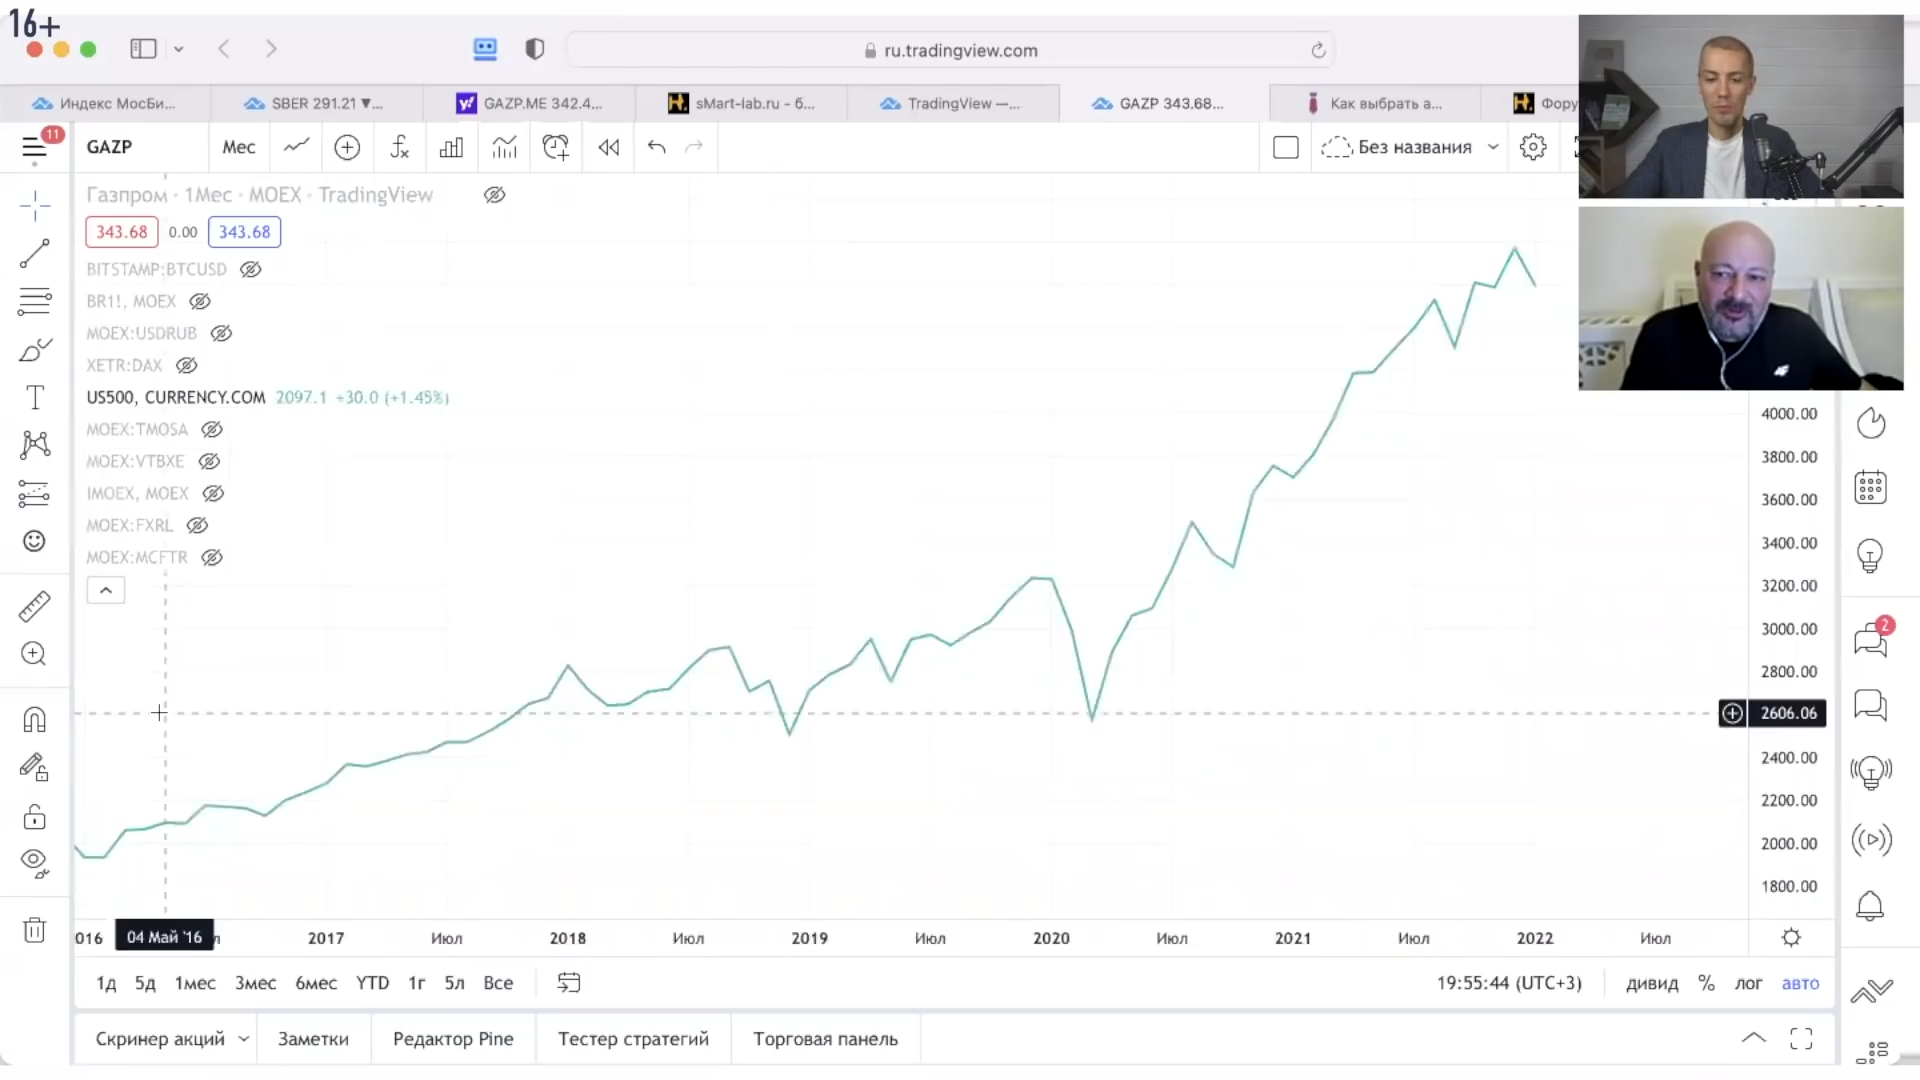 16+
ru.tradingview.com
Индекс МосБи...
SBER 291.21 ▼...
GAZP.ME 342.4...
sMart-lab.ru - б...
TradingView —...
GAZP 343.68...
Как выбрать а...
Фору
11
GAZP
Мес
Без названия
Газпром · 1Мес · MOEX · TradingView
343.68 0.00 343.68
BITSTAMP:BTCUSD
BR1!, MOEX
MOEX:USDRUB
XETR:DAX
US500, CURRENCY.COM 2097.1 +30.0 (+1.45%)
MOEX:TMOSA
MOEX:VTBXE
IMOEX, MOEX
MOEX:FXRL
MOEX:MCFTR
4000.00
3800.00
3600.00
3400.00
3200.00
3000.00
2800.00
2606.06
2400.00
2200.00
2000.00
1800.00
2
016 04 Май '16 л 2017 Июл 2018 Июл 2019 Июл 2020 Июл 2021 Июл 2022 Июл
1д 5д 1мес 3мес 6мес YTD 1г 5л Все
19:55:44 (UTC+3) дивид % лог авто
Скринер акций Заметки Редактор Pine Тестер стратегий Торговая панель